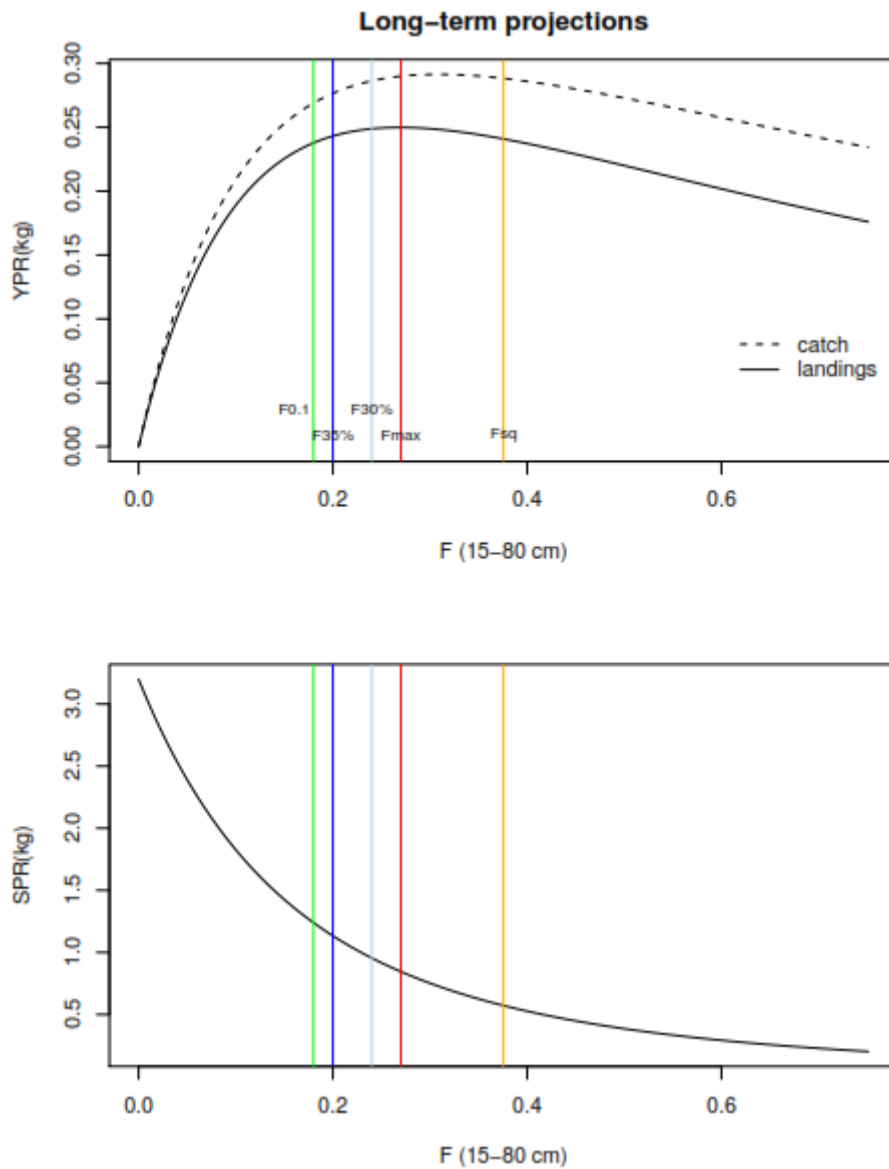 Long−term projections
YPR(kg)
0.30
0.25
0.20
0.15
0.10
0.05
0.00
catch
landings
F0.1
F30%
F35%
Fmax
Fsq
0.0 0.2 0.4 0.6
F (15−80 cm)
SPR(kg)
3.0
2.5
2.0
1.5
1.0
0.5
0.0 0.2 0.4 0.6
F (15−80 cm)